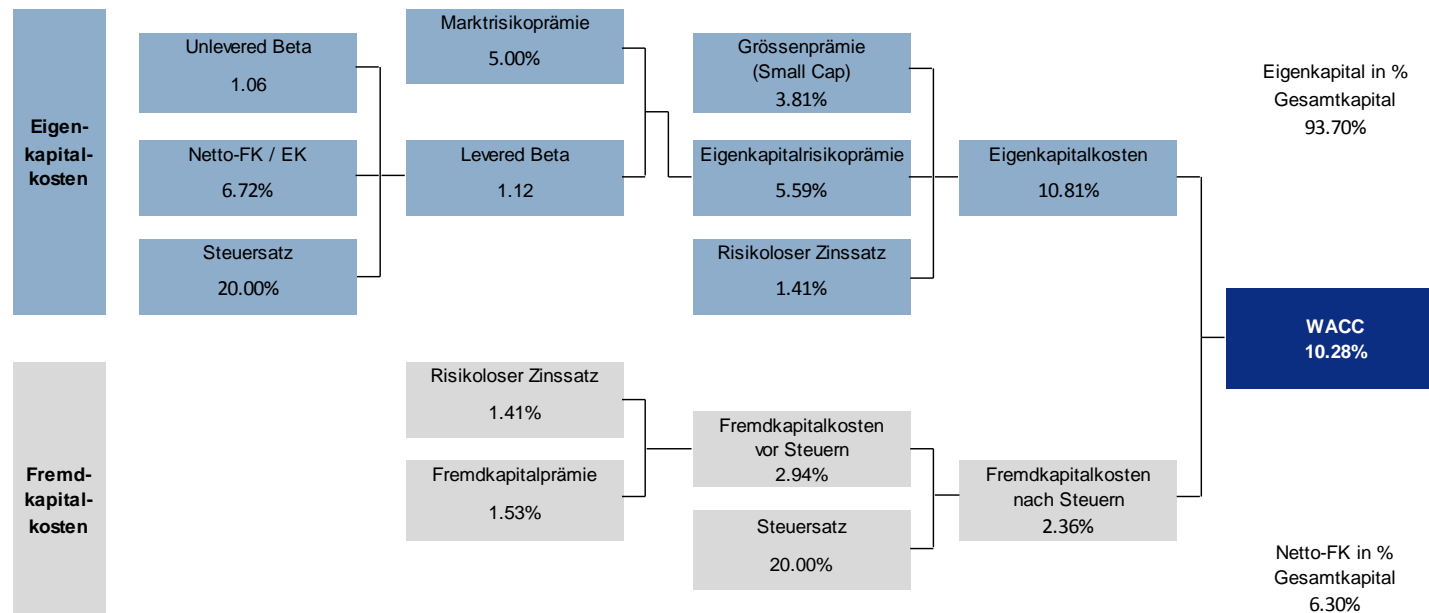 Eigen-
kapital-
kosten
Unlevered Beta
1.06
Netto-FK / EK
6.72%
Steuersatz
20.00%
Marktrisikoprämie
5.00%
Levered Beta
1.12
Grössenprämie
(Small Cap)
3.81%
Eigenkapitalrisikoprämie
5.59%
Risikoloser Zinssatz
1.41%
Eigenkapitalkosten
10.81%
Eigenkapital in %
Gesamtkapital
93.70%
WACC
10.28%
Fremd-
kapital-
kosten
Risikoloser Zinssatz
1.41%
Fremdkapitalprämie
1.53%
Fremdkapitalkosten
vor Steuern
2.94%
Steuersatz
20.00%
Fremdkapitalkosten
nach Steuern
2.36%
Netto-FK in %
Gesamtkapital
6.30%